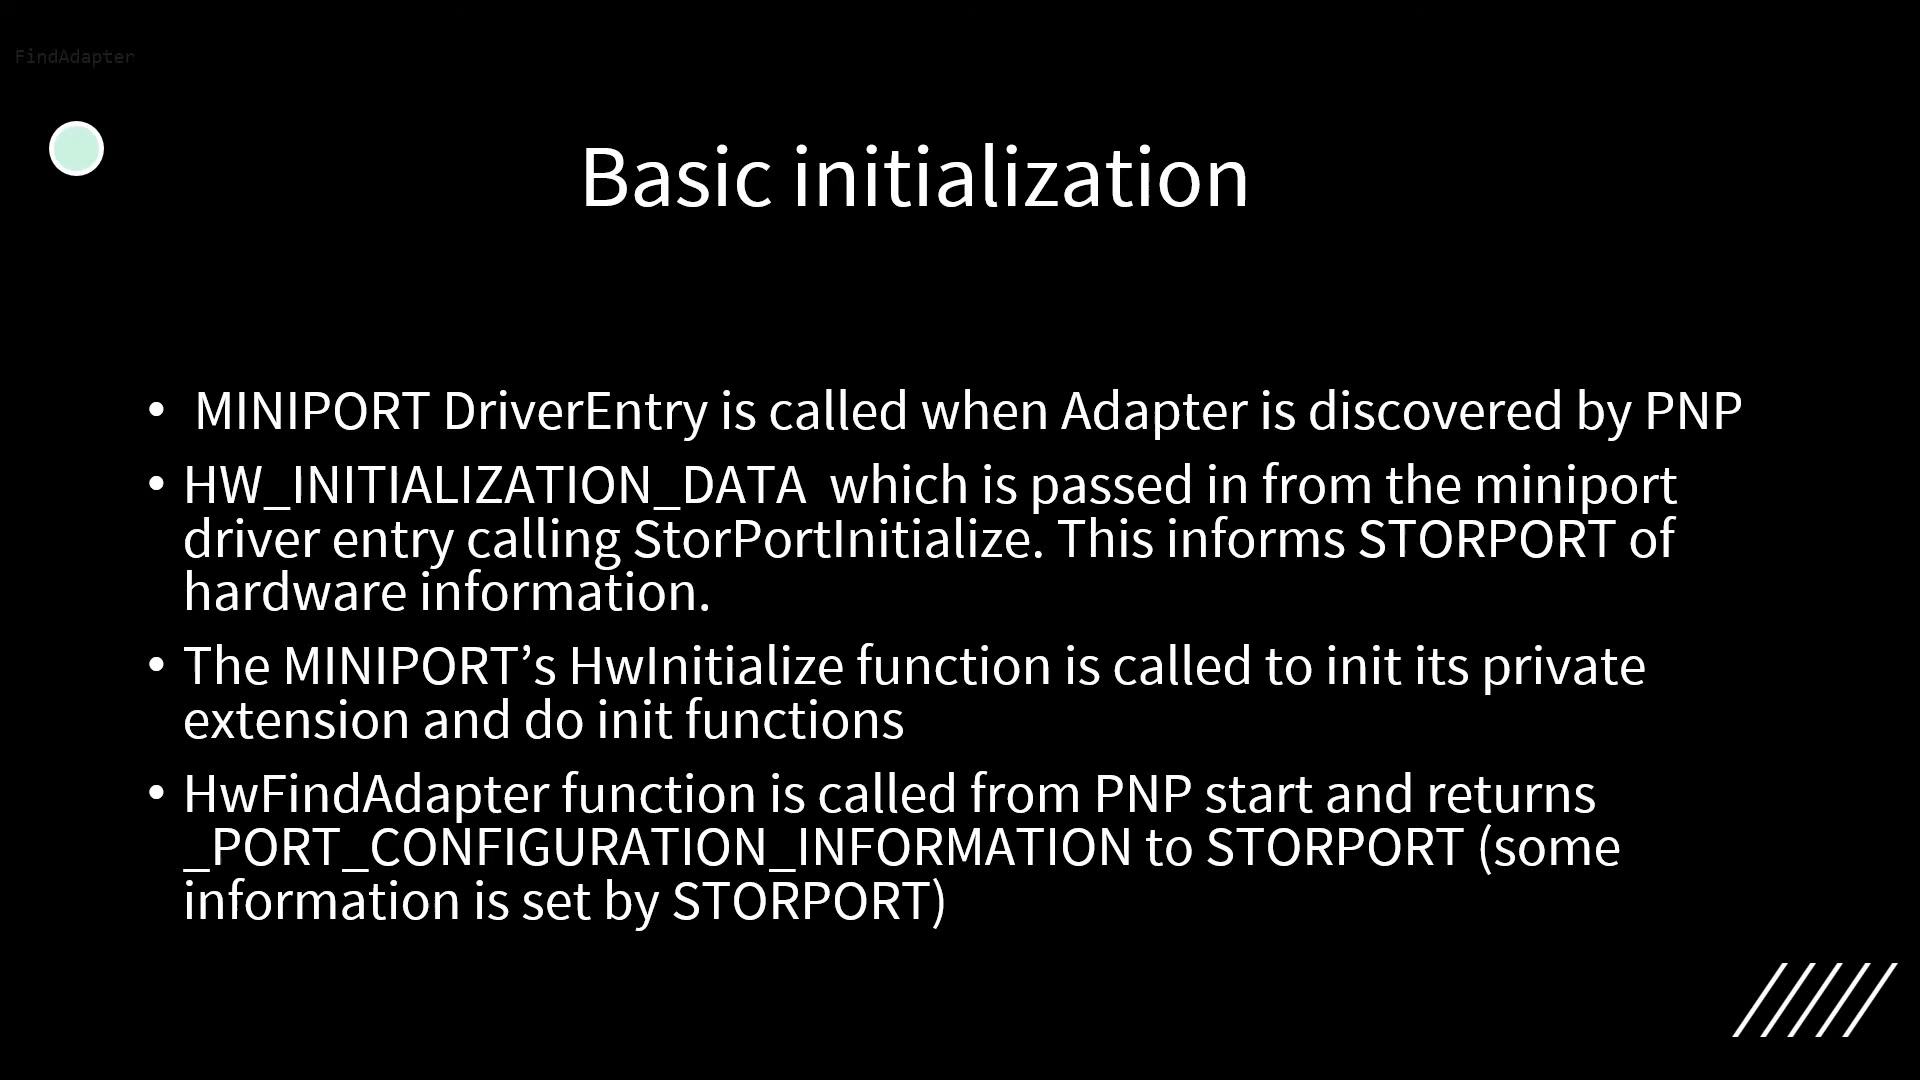 FindAdapter
Basic initialization
• MINIPORT DriverEntry is called when Adapter is discovered by PNP
• HW_INITIALIZATION_DATA  which is passed in from the miniport
driver entry calling StorPortInitialize. This informs STORPORT of
hardware information.
• The MINIPORT’s HwInitialize function is called to init its private
extension and do init functions
• HwFindAdapter function is called from PNP start and returns
_PORT_CONFIGURATION_INFORMATION to STORPORT (some
information is set by STORPORT)